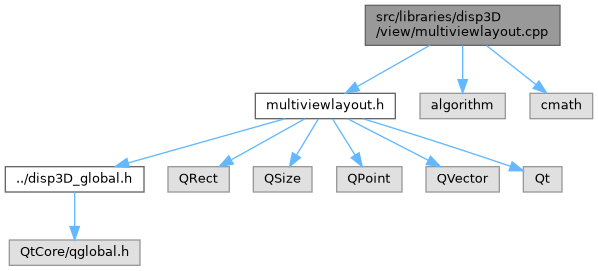 src/libraries/disp3D
/view/multiviewlayout.cpp
multiviewlayout.h
algorithm
cmath
../disp3D_global.h
QRect
QSize
QPoint
QVector
Qt
QtCore/qglobal.h